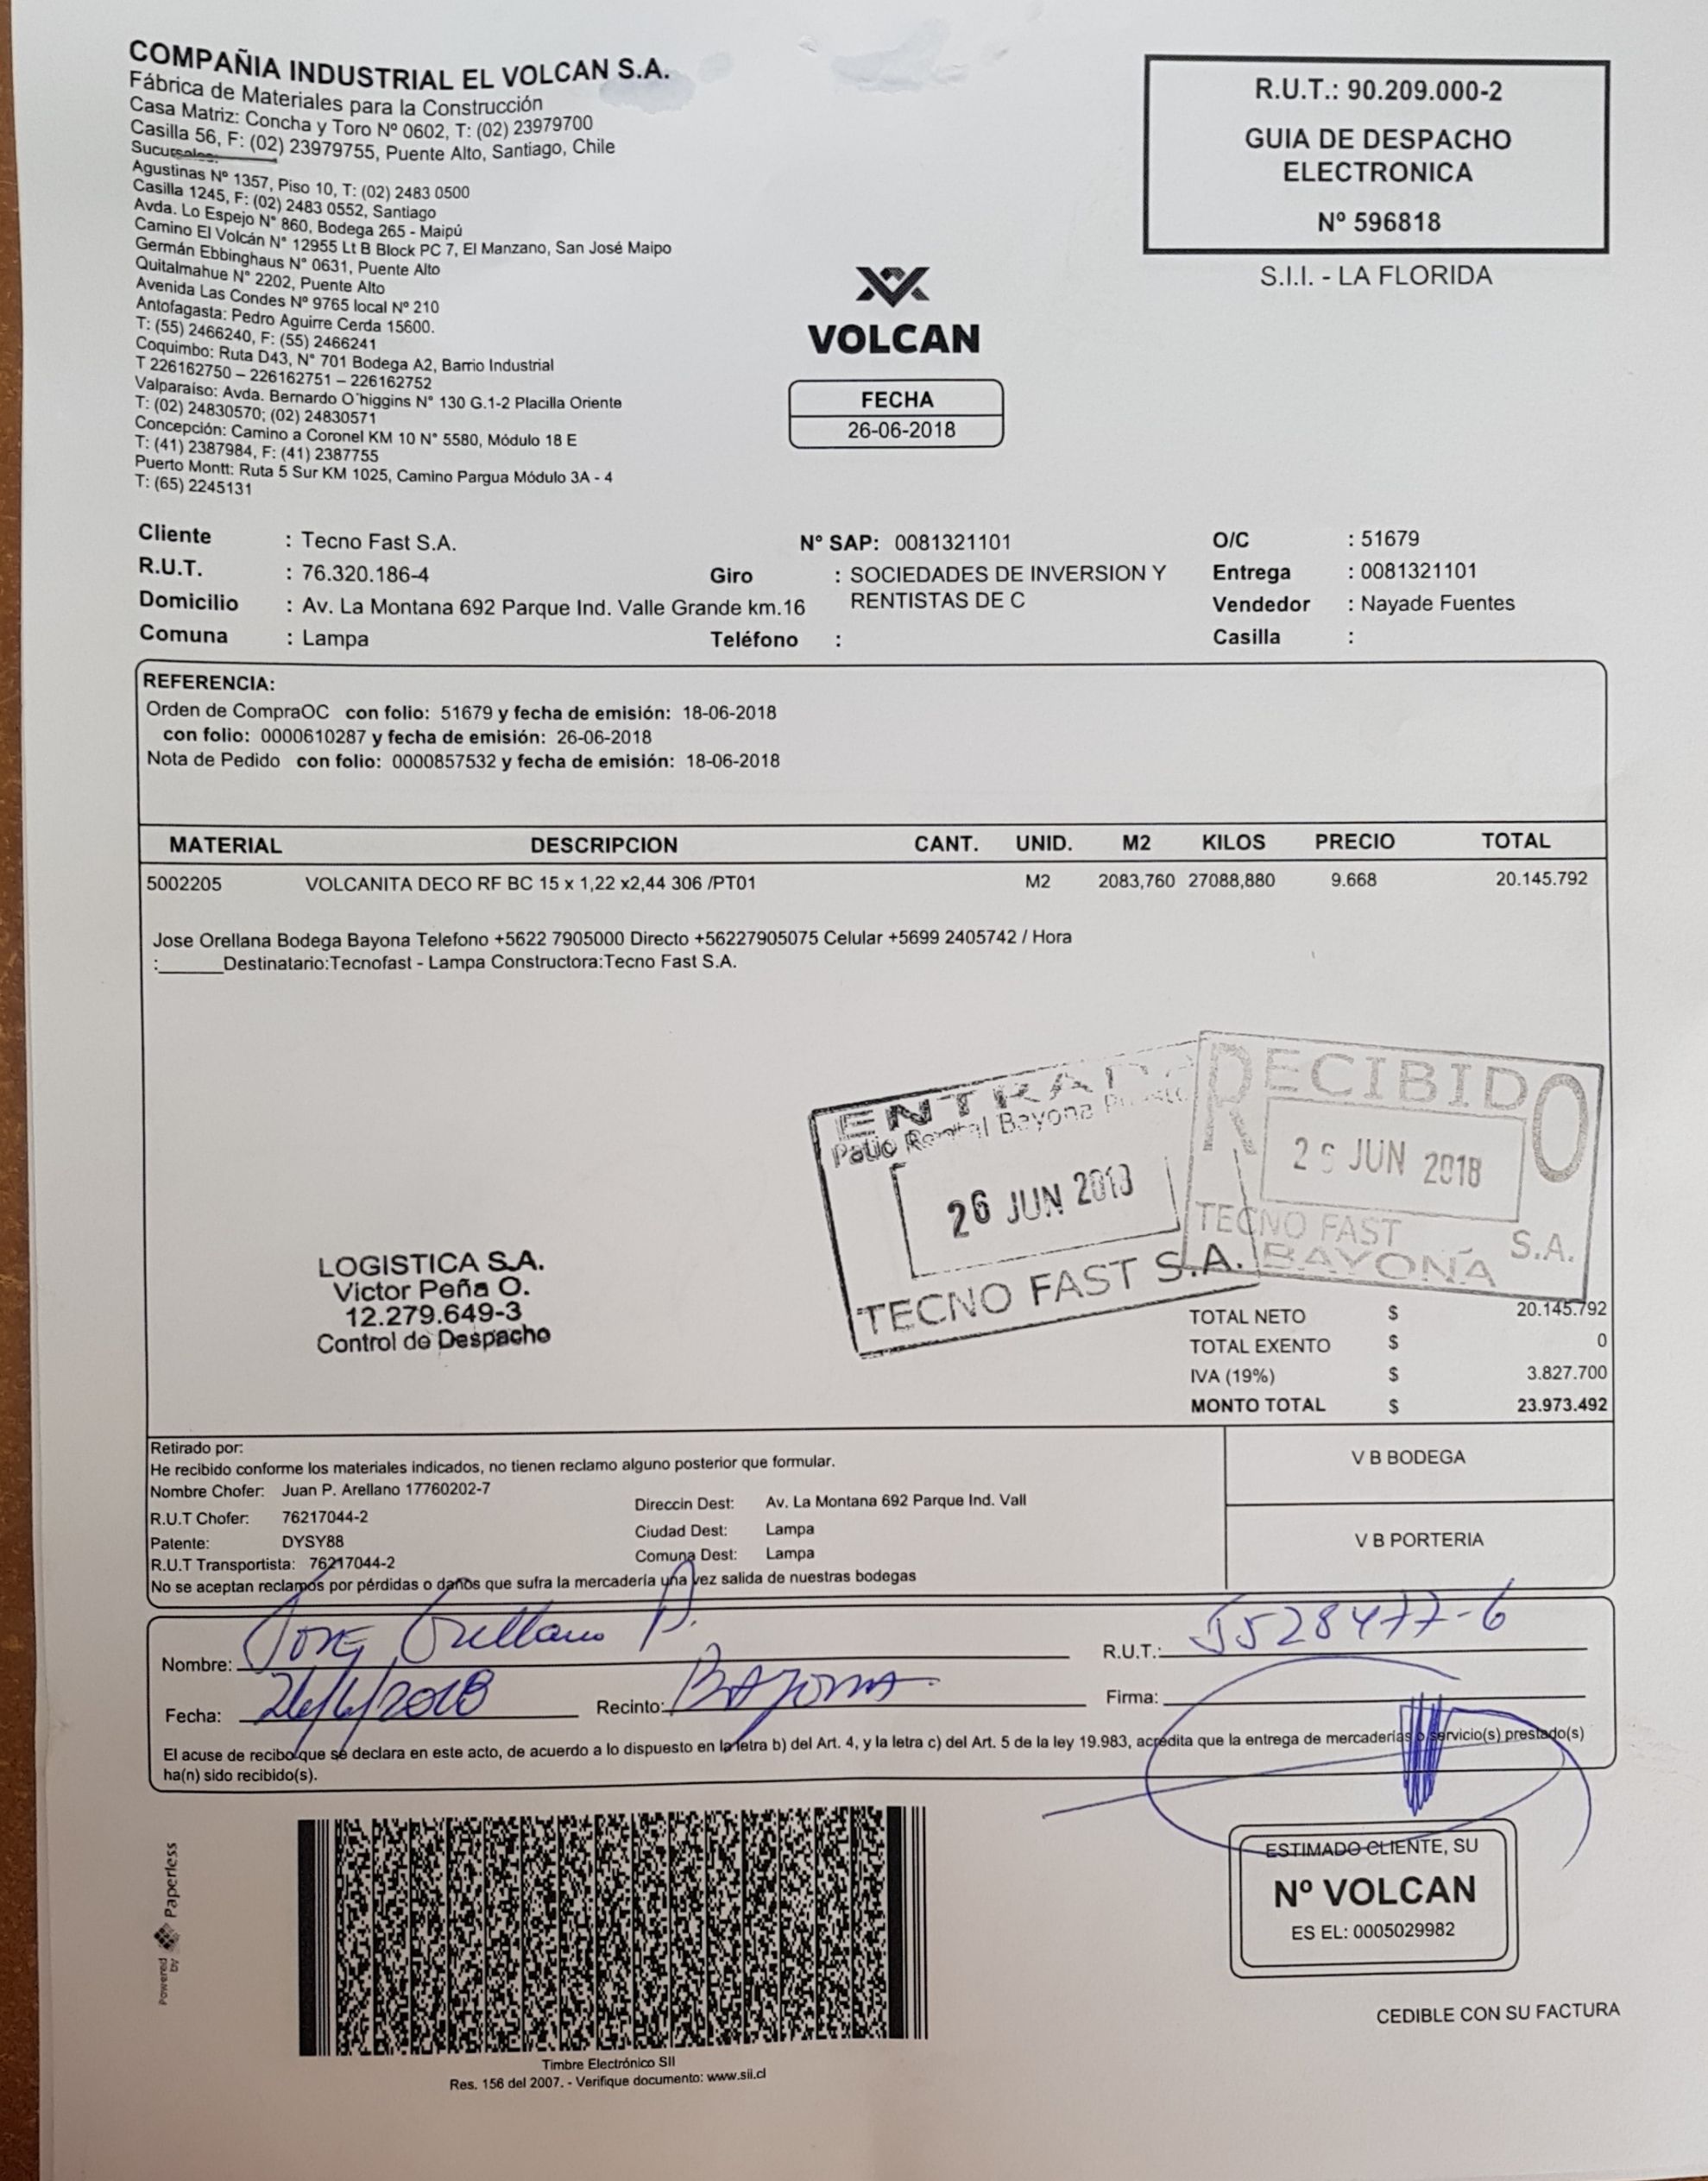 COMPAÑIA INDUSTRIAL EL VOLCAN S.A.
Fábrica de Materiales para la Construcción
Casa Matriz: Concha y Toro Nº 0602, T: (02) 23979700
Casilla 56, F: (02) 23979755, Puente Alto, Santiago, Chile
Sucursales:
Agustinas Nº 1357, Piso 10, T: (02) 2483 0500
Casilla 1245, F: (02) 2483 0552, Santiago
Avda. Lo Espejo N° 860, Bodega 265 - Maipú
Camino El Volcán N° 12955 Lt B Block PC 7, El Manzano, San José Maipo
Germán Ebbinghaus N° 0631, Puente Alto
Quitalmahue N° 2202, Puente Alto
Avenida Las Condes Nº 9765 local Nº 210
Antofagasta: Pedro Aguirre Cerda 15600.
T: (55) 2466240, F: (55) 2466241
Coquimbo: Ruta D43, N° 701 Bodega A2, Barrio Industrial
T 226162750 – 226162751 – 226162752
Valparaíso: Avda. Bernardo O´higgins N° 130 G.1-2 Placilla Oriente
T: (02) 24830570; (02) 24830571
Concepción: Camino a Coronel KM 10 N° 5580, Módulo 18 E
T: (41) 2387984, F: (41) 2387755
Puerto Montt: Ruta 5 Sur KM 1025, Camino Pargua Módulo 3A - 4
T: (65) 2245131
R.U.T.: 90.209.000-2
GUIA DE DESPACHO
ELECTRONICA
Nº 596818
S.I.I. - LA FLORIDA
VOLCAN
FECHA
26-06-2018
Cliente : Tecno Fast S.A. N° SAP: 0081321101 O/C : 51679
R.U.T. : 76.320.186-4 Giro : SOCIEDADES DE INVERSION Y Entrega : 0081321101
Domicilio : Av. La Montana 692 Parque Ind. Valle Grande km.16 RENTISTAS DE C Vendedor : Nayade Fuentes
Comuna : Lampa Teléfono : Casilla :
REFERENCIA:
Orden de CompraOC con folio: 51679 y fecha de emisión: 18-06-2018
con folio: 0000610287 y fecha de emisión: 26-06-2018
Nota de Pedido con folio: 0000857532 y fecha de emisión: 18-06-2018
MATERIAL DESCRIPCION CANT. UNID. M2 KILOS PRECIO TOTAL
5002205 VOLCANITA DECO RF BC 15 x 1,22 x2,44 306 /PT01 M2 2083,760 27088,880 9.668 20.145.792
Jose Orellana Bodega Bayona Telefono +5622 7905000 Directo +56227905075 Celular +5699 2405742 / Hora
:______Destinatario:Tecnofast - Lampa Constructora:Tecno Fast S.A.
ENTRADA
Patio Rental Bayona
26 JUN 2018
TECNO FAST S.A.
RECIBIDO
26 JUN 2018
TECNO FAST S.A.
BAYONA
LOGISTICA S.A.
Victor Peña O.
12.279.649-3
Control de Despacho
TOTAL NETO $ 20.145.792
TOTAL EXENTO $ 0
IVA (19%) $ 3.827.700
MONTO TOTAL $ 23.973.492
Retirado por:
He recibido conforme los materiales indicados, no tienen reclamo alguno posterior que formular.
Nombre Chofer: Juan P. Arellano 17760202-7
R.U.T Chofer: 76217044-2
Patente: DYSY88
R.U.T Transportista: 76217044-2
Direccin Dest: Av. La Montana 692 Parque Ind. Vall
Ciudad Dest: Lampa
Comuna Dest: Lampa
No se aceptan reclamos por pérdidas o daños que sufra la mercadería una vez salida de nuestras bodegas
V B BODEGA
V B PORTERIA
Nombre: Jose Orellana P. R.U.T.: 5528477-6
Fecha: 26/6/2018 Recinto: BAYONA Firma:
El acuse de recibo que se declara en este acto, de acuerdo a lo dispuesto en la letra b) del Art. 4, y la letra c) del Art. 5 de la ley 19.983, acredita que la entrega de mercaderías o servicio(s) prestado(s)
ha(n) sido recibido(s).
Powered by Paperless
Timbre Electrónico SII
Res. 156 del 2007. - Verifique documento: www.sii.cl
ESTIMADO CLIENTE, SU
Nº VOLCAN
ES EL: 0005029982
CEDIBLE CON SU FACTURA